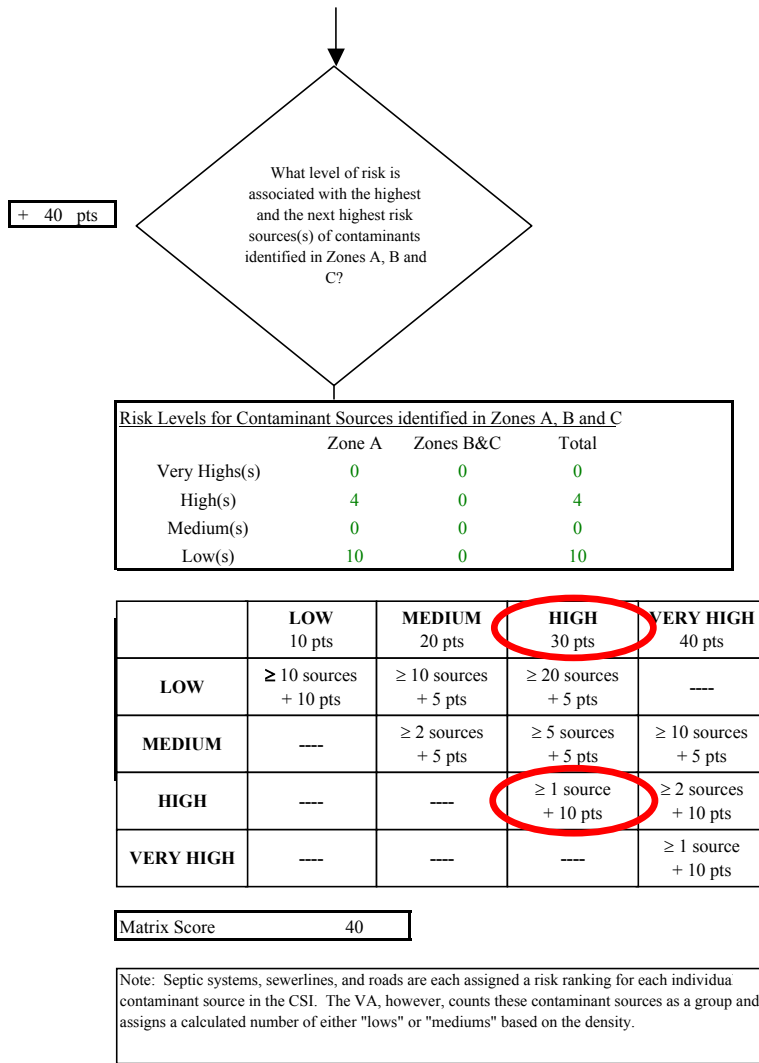 What level of risk is
associated with the highest
and the next highest risk
sources(s) of contaminants
identified in Zones A, B and
C?
+ 40 pts
Risk Levels for Contaminant Sources identified in Zones A, B and C
Zone A Zones B&C Total
Very Highs(s) 0 0 0
High(s) 4 0 4
Medium(s) 0 0 0
Low(s) 10 0 10
LOW MEDIUM HIGH VERY HIGH
10 pts 20 pts 30 pts 40 pts
LOW ≥ 10 sources ≥ 10 sources ≥ 20 sources ----
+ 10 pts + 5 pts + 5 pts
MEDIUM ---- ≥ 2 sources ≥ 5 sources ≥ 10 sources
+ 5 pts + 5 pts + 5 pts
HIGH ---- ---- ≥ 1 source ≥ 2 sources
+ 10 pts + 10 pts
VERY HIGH ---- ---- ---- ≥ 1 source
+ 10 pts
Matrix Score 40
Note: Septic systems, sewerlines, and roads are each assigned a risk ranking for each individua
contaminant source in the CSI. The VA, however, counts these contaminant sources as a group and
assigns a calculated number of either "lows" or "mediums" based on the density.